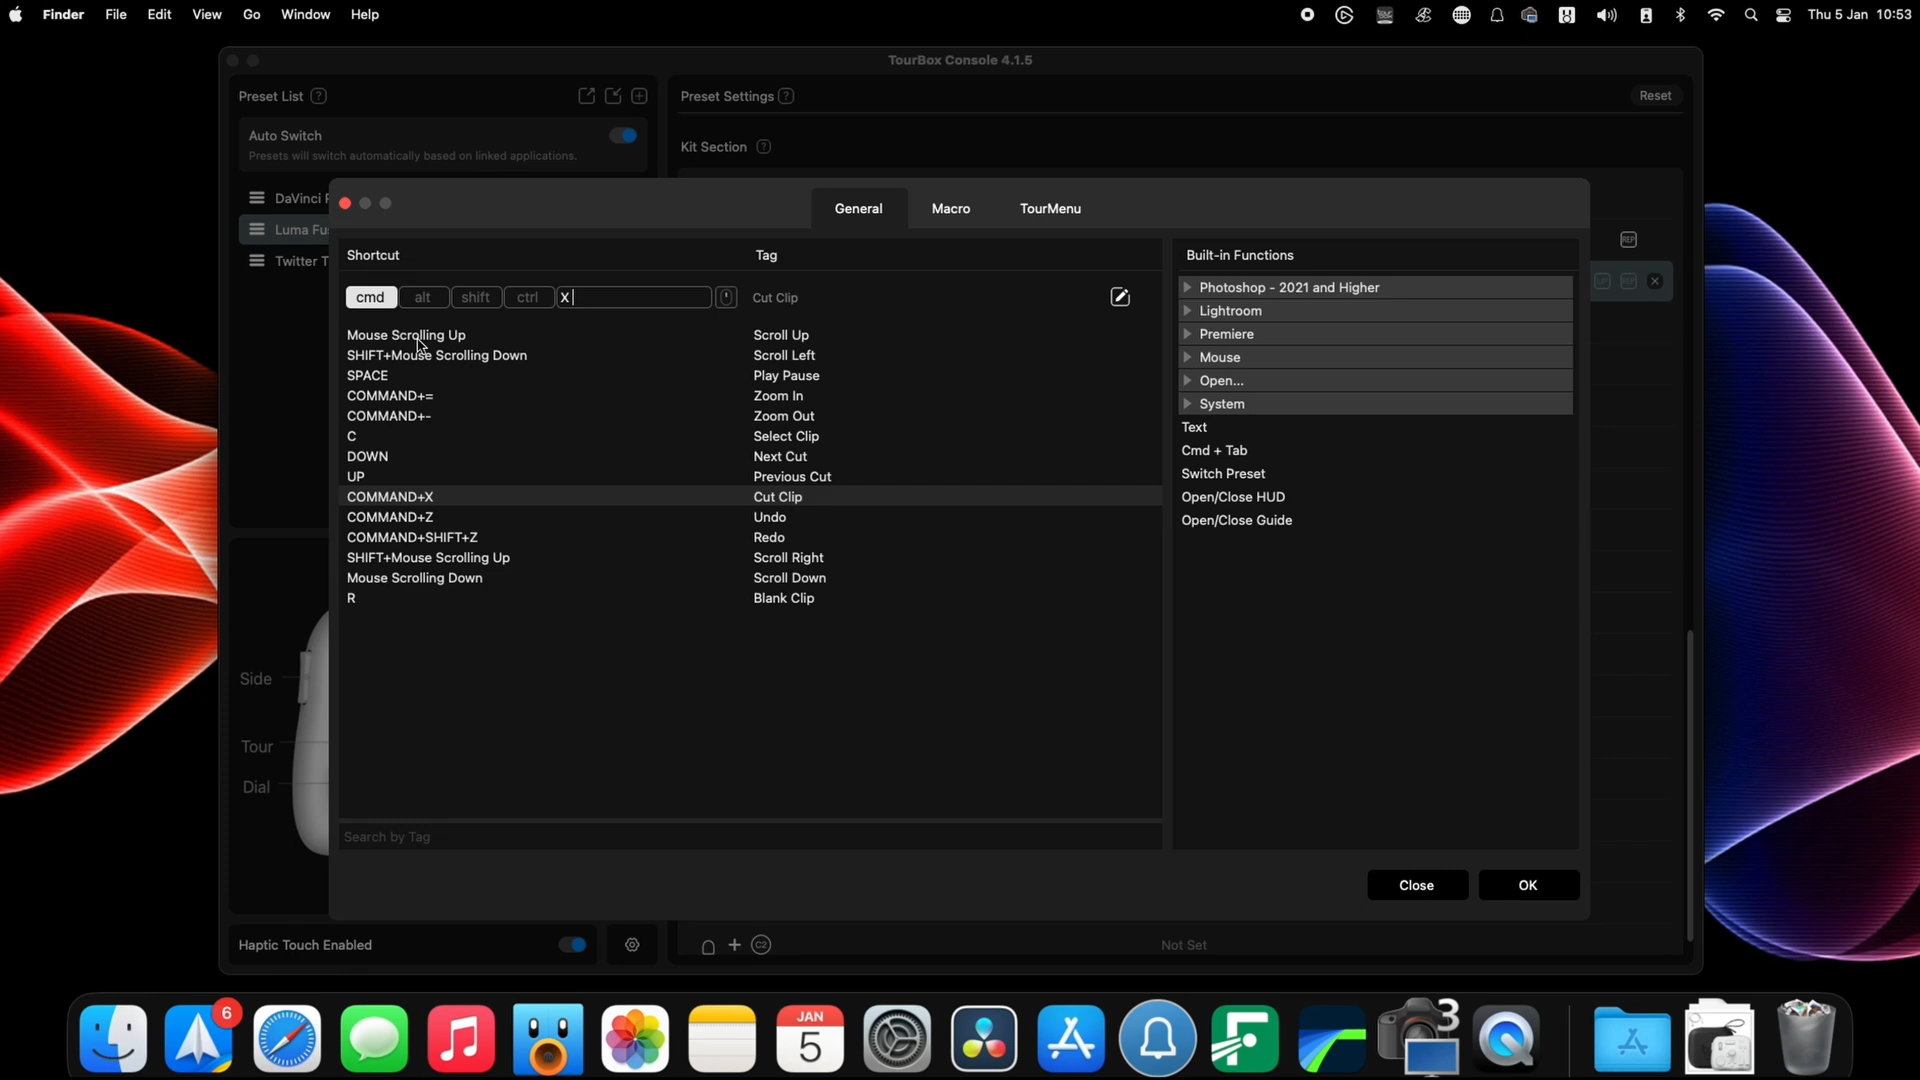 Finder File Edit View Go Window Help Thu 5 Jan 10:53
TourBox Console 4.1.5
Preset List ? Preset Settings ? Reset
Auto Switch
Presets will switch automatically based on linked applications.
Kit Section ?
DaVinci
Luma Fu
Twitter T
General Macro TourMenu
REP
UP REP
Shortcut Tag Built-in Functions
cmd alt shift ctrl X Cut Clip
Mouse Scrolling Up Scroll Up
SHIFT+Mouse Scrolling Down Scroll Left
SPACE Play Pause
COMMAND+= Zoom In
COMMAND+- Zoom Out
C Select Clip
DOWN Next Cut
UP Previous Cut
COMMAND+X Cut Clip
COMMAND+Z Undo
COMMAND+SHIFT+Z Redo
SHIFT+Mouse Scrolling Up Scroll Right
Mouse Scrolling Down Scroll Down
R Blank Clip
Photoshop - 2021 and Higher
Lightroom
Premiere
Mouse
Open...
System
Text
Cmd + Tab
Switch Preset
Open/Close HUD
Open/Close Guide
Side
Tour
Dial
Search by Tag
Close OK
Haptic Touch Enabled
+ C2 Not Set
6
JAN
5
3